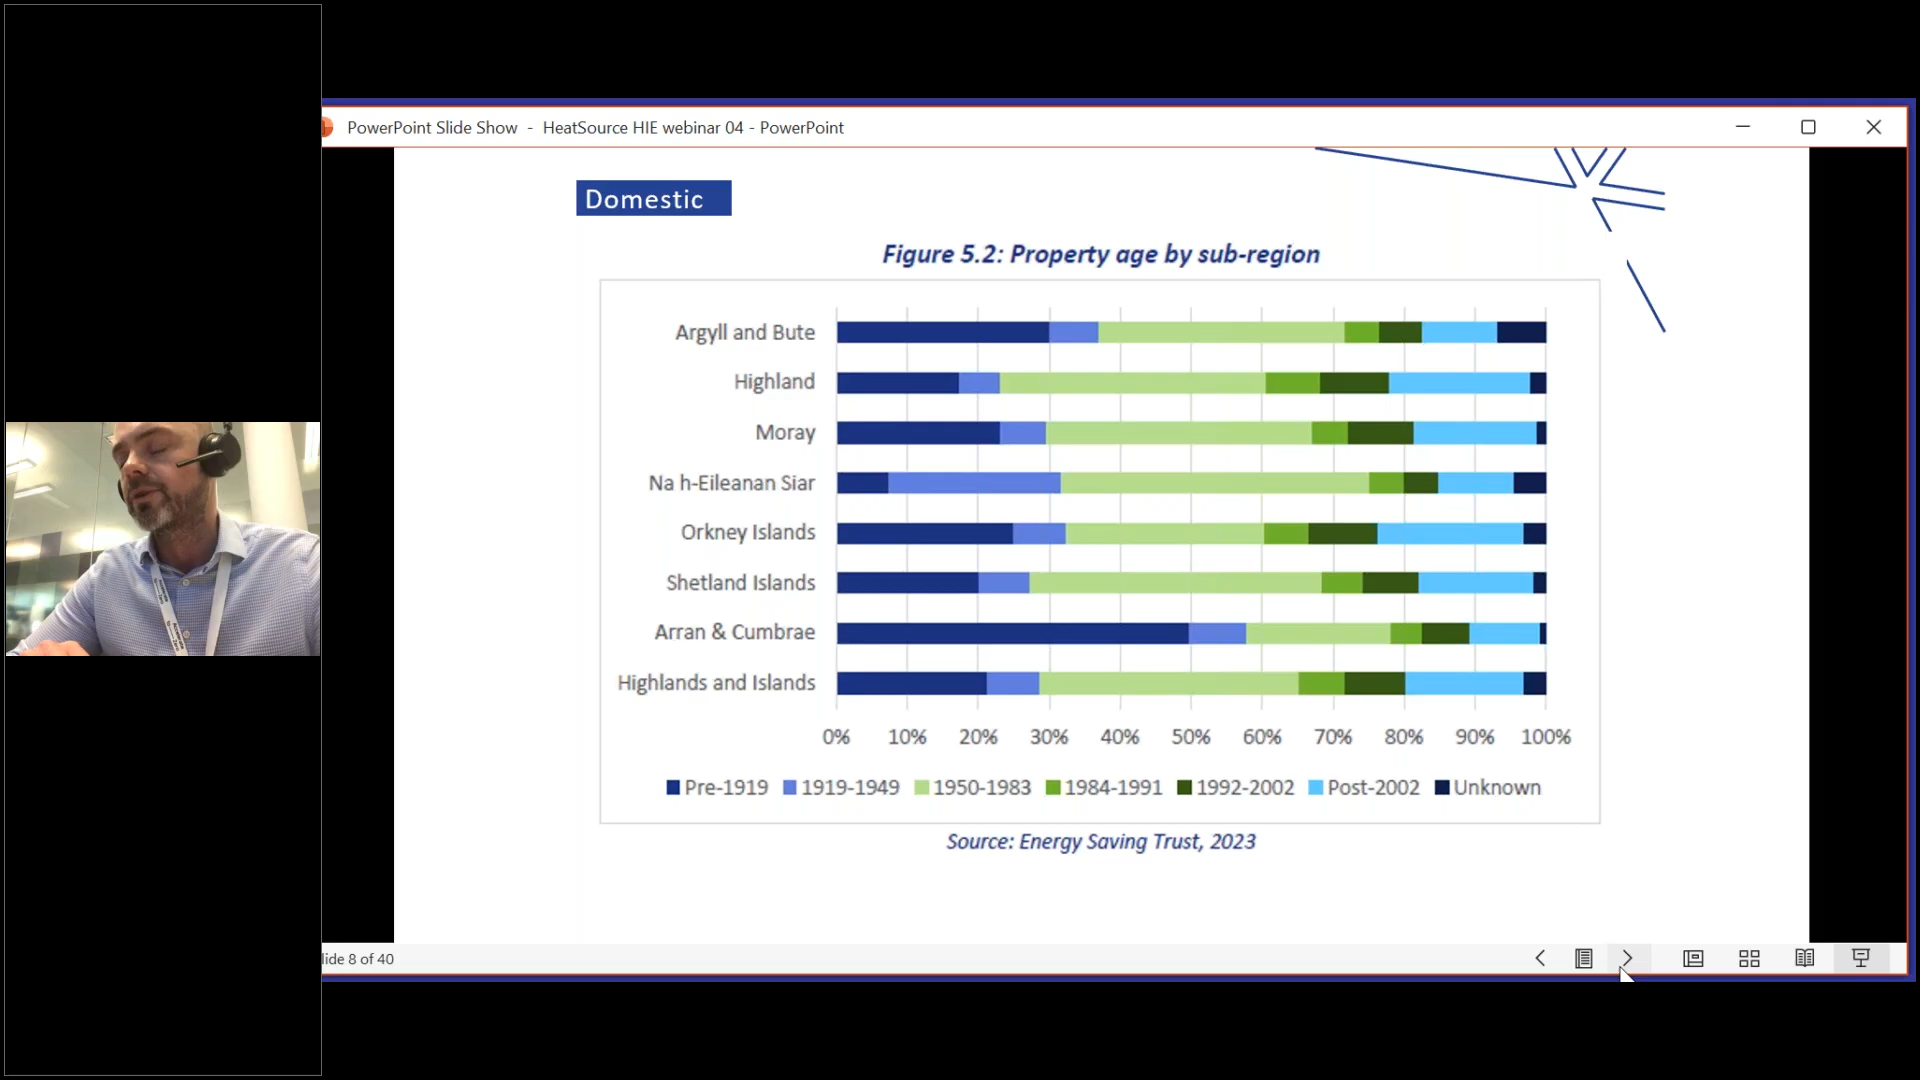 PowerPoint Slide Show - HeatSource HIE webinar 04 - PowerPoint
Domestic
Figure 5.2: Property age by sub-region
Argyll and Bute
Highland
Moray
Na h-Eileanan Siar
Orkney Islands
Shetland Islands
Arran & Cumbrae
Highlands and Islands
0% 10% 20% 30% 40% 50% 60% 70% 80% 90% 100%
Pre-1919 1919-1949 1950-1983 1984-1991 1992-2002 Post-2002 Unknown
Source: Energy Saving Trust, 2023
lide 8 of 40